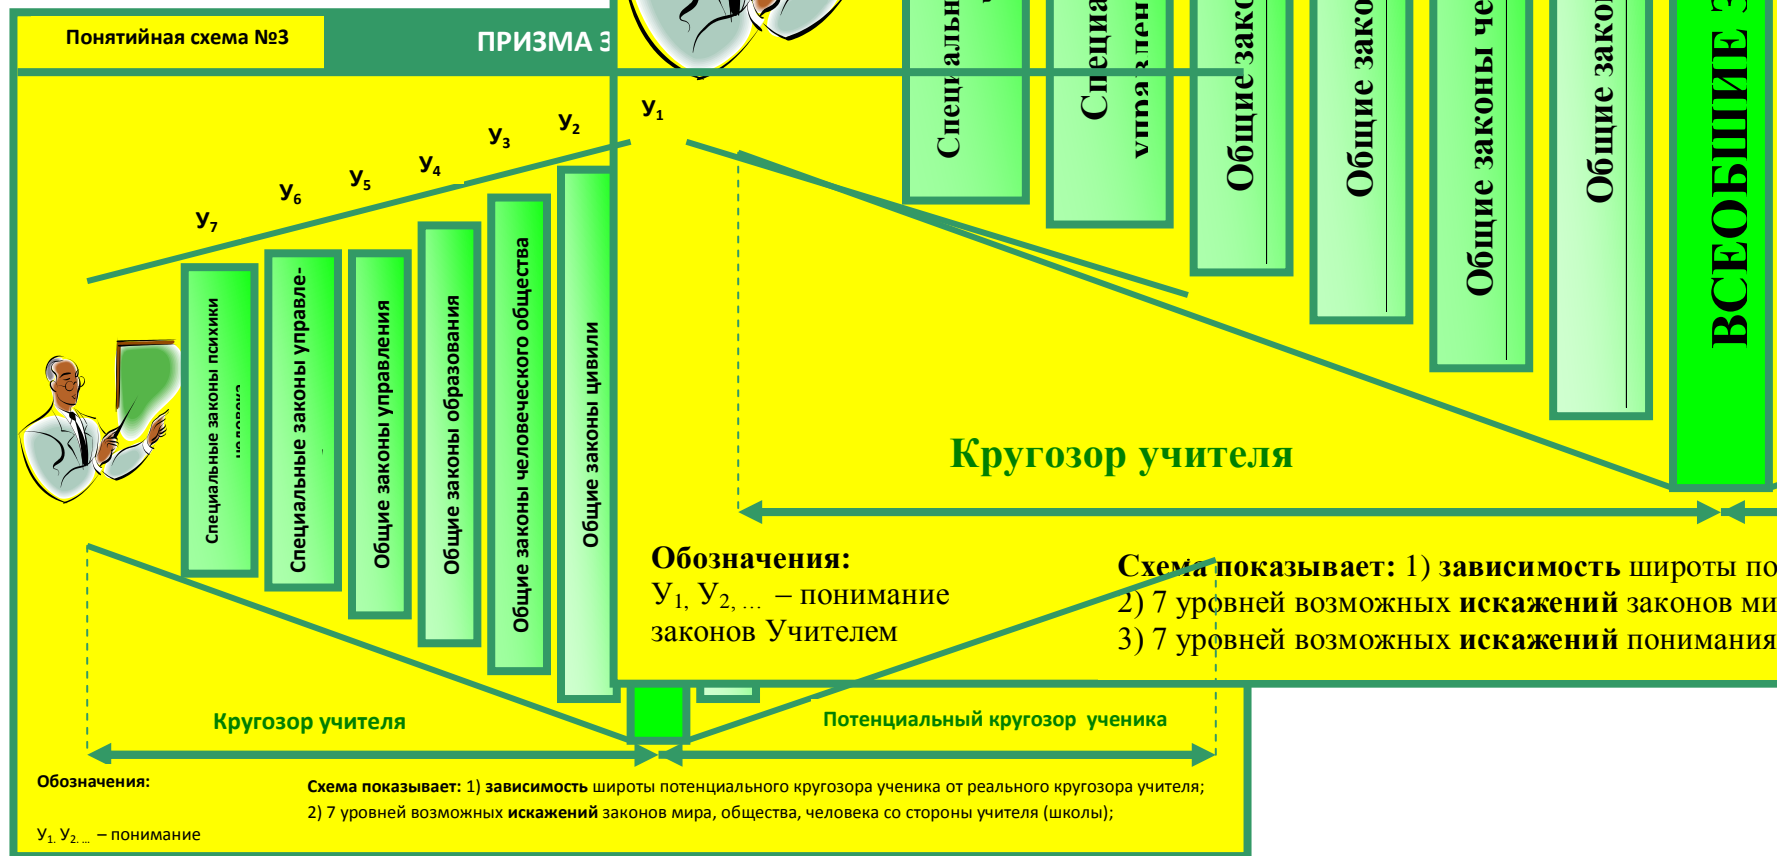 Понятийная схема №3
ПРИЗМА З
У1
У2
У3
У4
У5
У6
У7
Специальные законы психики
человека
Специальные законы управле-
Общие законы управления
Общие законы образования
Общие законы человеческого общества
Общие законы цивили
Специальн
Специа
управлен
Общие зако
Общие зако
Общие законы че
Общие закон
ВСЕОБЩИЕ З
Кругозор учителя
Обозначения:
У1, У2, … – понимание
законов Учителем
Схема показывает: 1) зависимость широты по
2) 7 уровней возможных искажений законов ми
3) 7 уровней возможных искажений понимания
Кругозор учителя
Потенциальный кругозор ученика
Обозначения:
У1, У2, … – понимание
Схема показывает: 1) зависимость широты потенциального кругозора ученика от реального кругозора учителя;
2) 7 уровней возможных искажений законов мира, общества, человека со стороны учителя (школы);